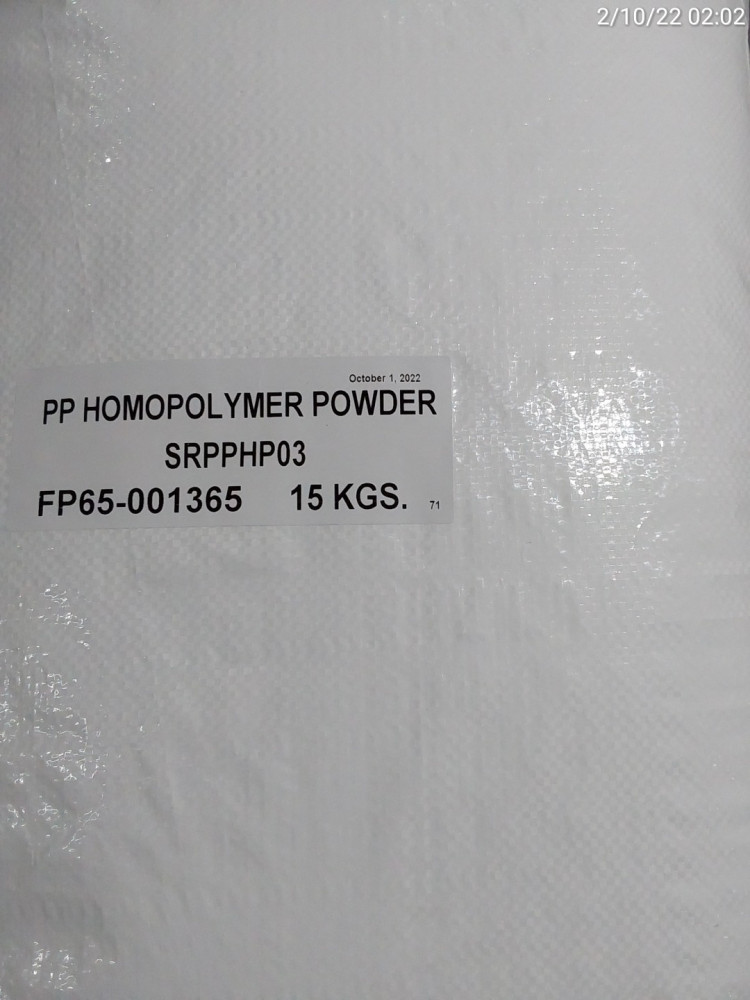 2/10/22 02:02
October 1, 2022
PP HOMOPOLYMER POWDER
SRPPHP03
FP65-001365 15 KGS. 71